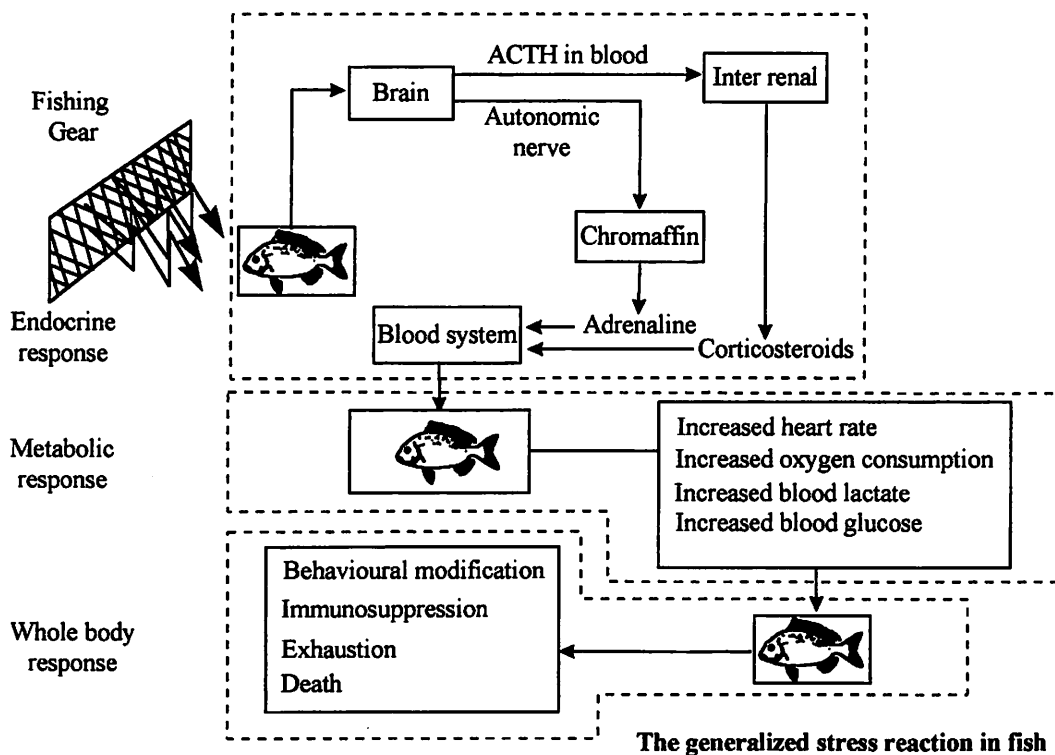 Fishing
Gear
Brain
ACTH in blood
Inter renal
Autonomic
nerve
Chromaffin
Endocrine
response
Blood system
Adrenaline
Corticosteroids
Metabolic
response
Increased heart rate
Increased oxygen consumption
Increased blood lactate
Increased blood glucose
Whole body
response
Behavioural modification
Immunosuppression
Exhaustion
Death
The generalized stress reaction in fish